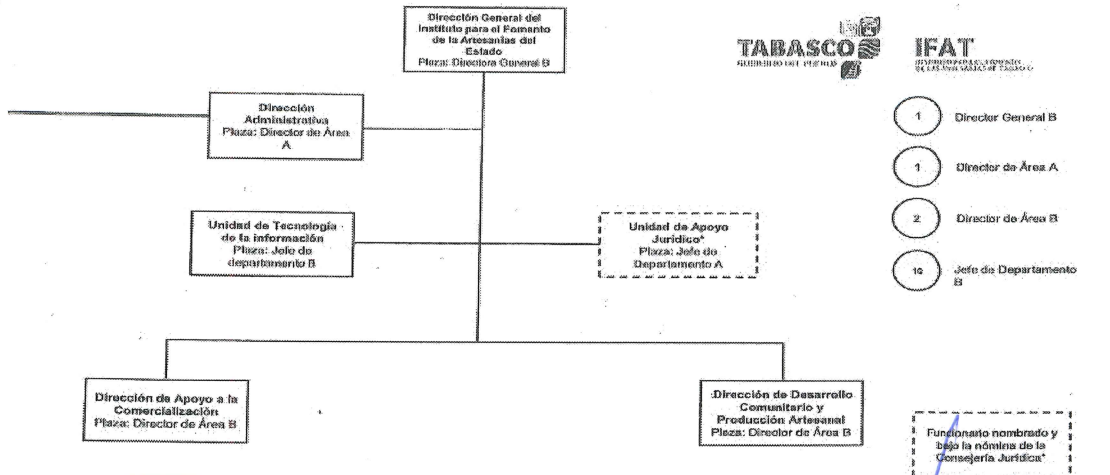 Dirección General del
Instituto para el Fomento
de la Artesanías del
Estado
Plaza: Directora General B
TABASCO
IFAT
Dirección
Administrativa
Plaza: Director de Área
A
1 Director General B
1 Director de Área A
2 Director de Área B
10 Jefe de Departamento
B
Unidad de Tecnología
de la información
Plaza: Jefe de
departamento B
Unidad de Apoyo
Jurídico*
Plaza: Jefe de
Departamento A
Dirección de Apoyo a la
Comercialización
Plaza: Director de Área B
Dirección de Desarrollo
Comunitario y
Producción Artesanal
Plaza: Director de Área B
Funcionario nombrado y
bajo la nómina de la
Consejería Jurídica*